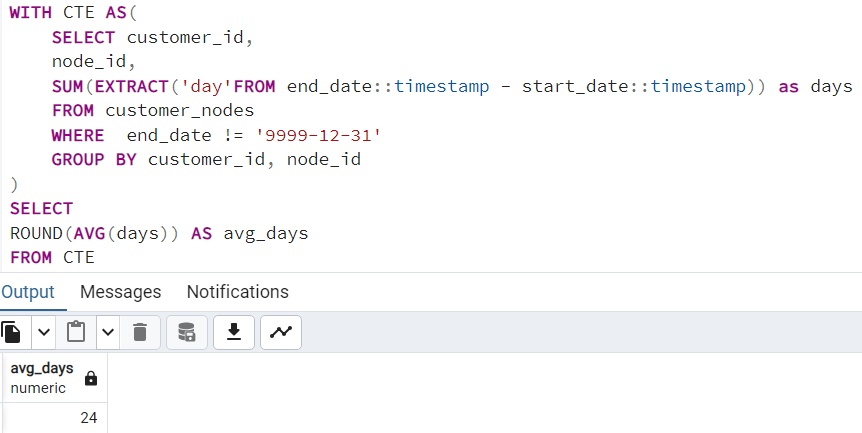 WITH CTE AS(
    SELECT customer_id,
    node_id,
    SUM(EXTRACT('day'FROM end_date::timestamp - start_date::timestamp)) as days
    FROM customer_nodes
    WHERE  end_date != '9999-12-31'
    GROUP BY customer_id, node_id
)
SELECT
ROUND(AVG(days)) AS avg_days
FROM CTE
Output Messages Notifications
avg_days
numeric
24